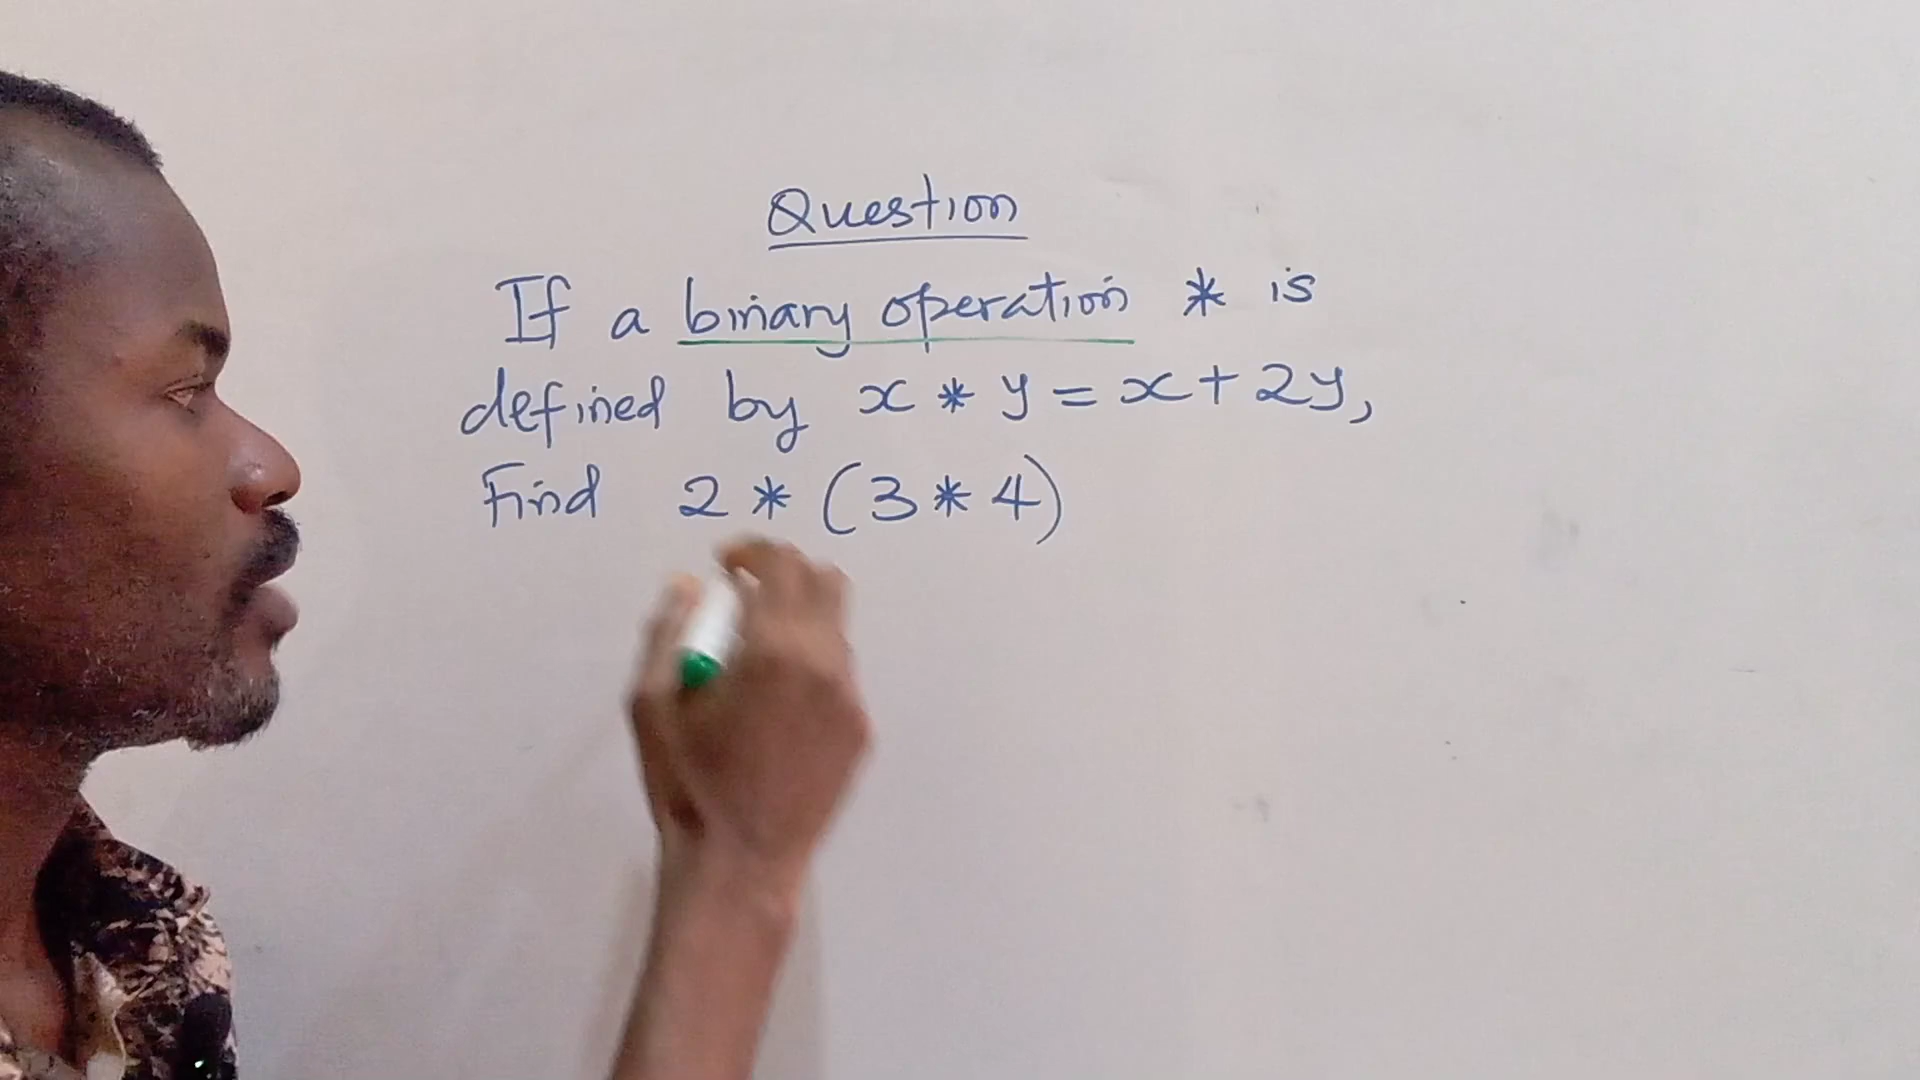 Question
If a binary operation * is
defined by x * y = x + 2y,
Find 2 * (3 * 4)